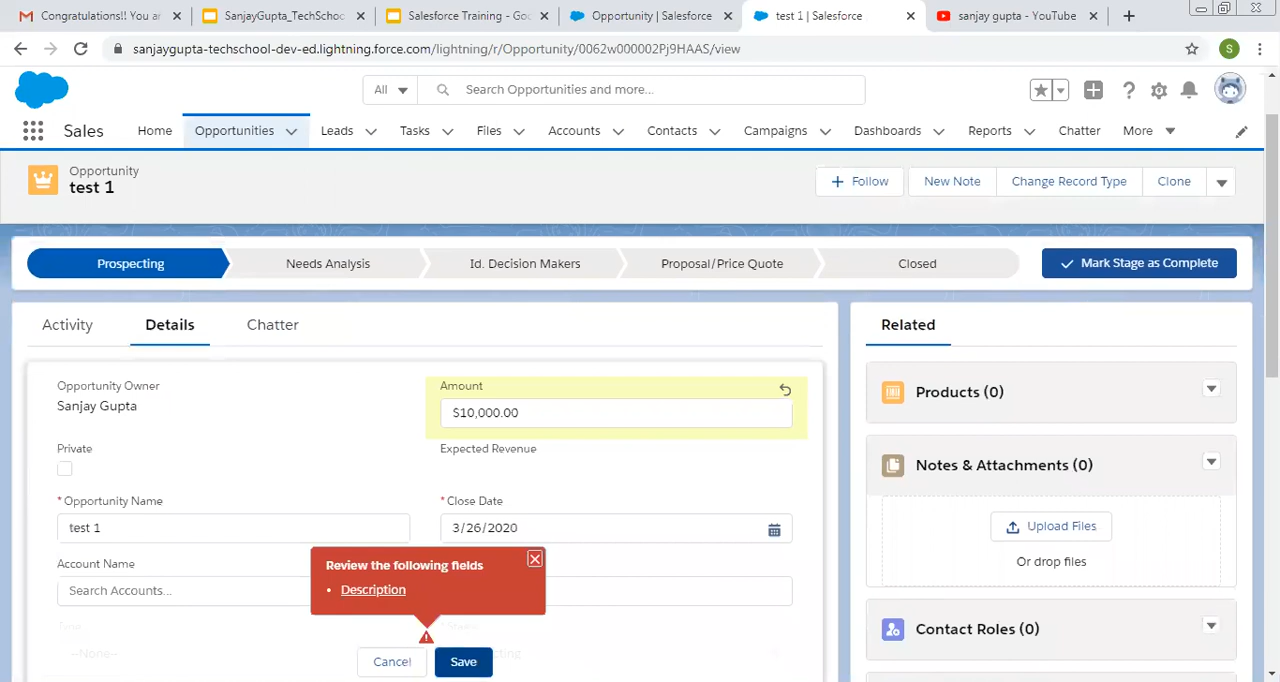 Congratulations!! You ar
SanjayGupta_TechSchool
Salesforce Training - Goo
Opportunity | Salesforce
test 1 | Salesforce
sanjay gupta - YouTube
sanjaygupta-techschool-dev-ed.lightning.force.com/lightning/r/Opportunity/0062w000002Pj9HAAS/view
S
All
Search Opportunities and more...
Sales
Home
Opportunities
Leads
Tasks
Files
Accounts
Contacts
Campaigns
Dashboards
Reports
Chatter
More
Opportunity
test 1
Follow
New Note
Change Record Type
Clone
Prospecting
Needs Analysis
Id. Decision Makers
Proposal/Price Quote
Closed
Mark Stage as Complete
Activity
Details
Chatter
Related
Opportunity Owner
Sanjay Gupta
Amount
$10,000.00
Private
Expected Revenue
* Opportunity Name
test 1
* Close Date
3/26/2020
Account Name
Search Accounts...
Review the following fields
• Description
Type
--None--
Cancel
Save
Products (0)
Notes & Attachments (0)
Upload Files
Or drop files
Contact Roles (0)